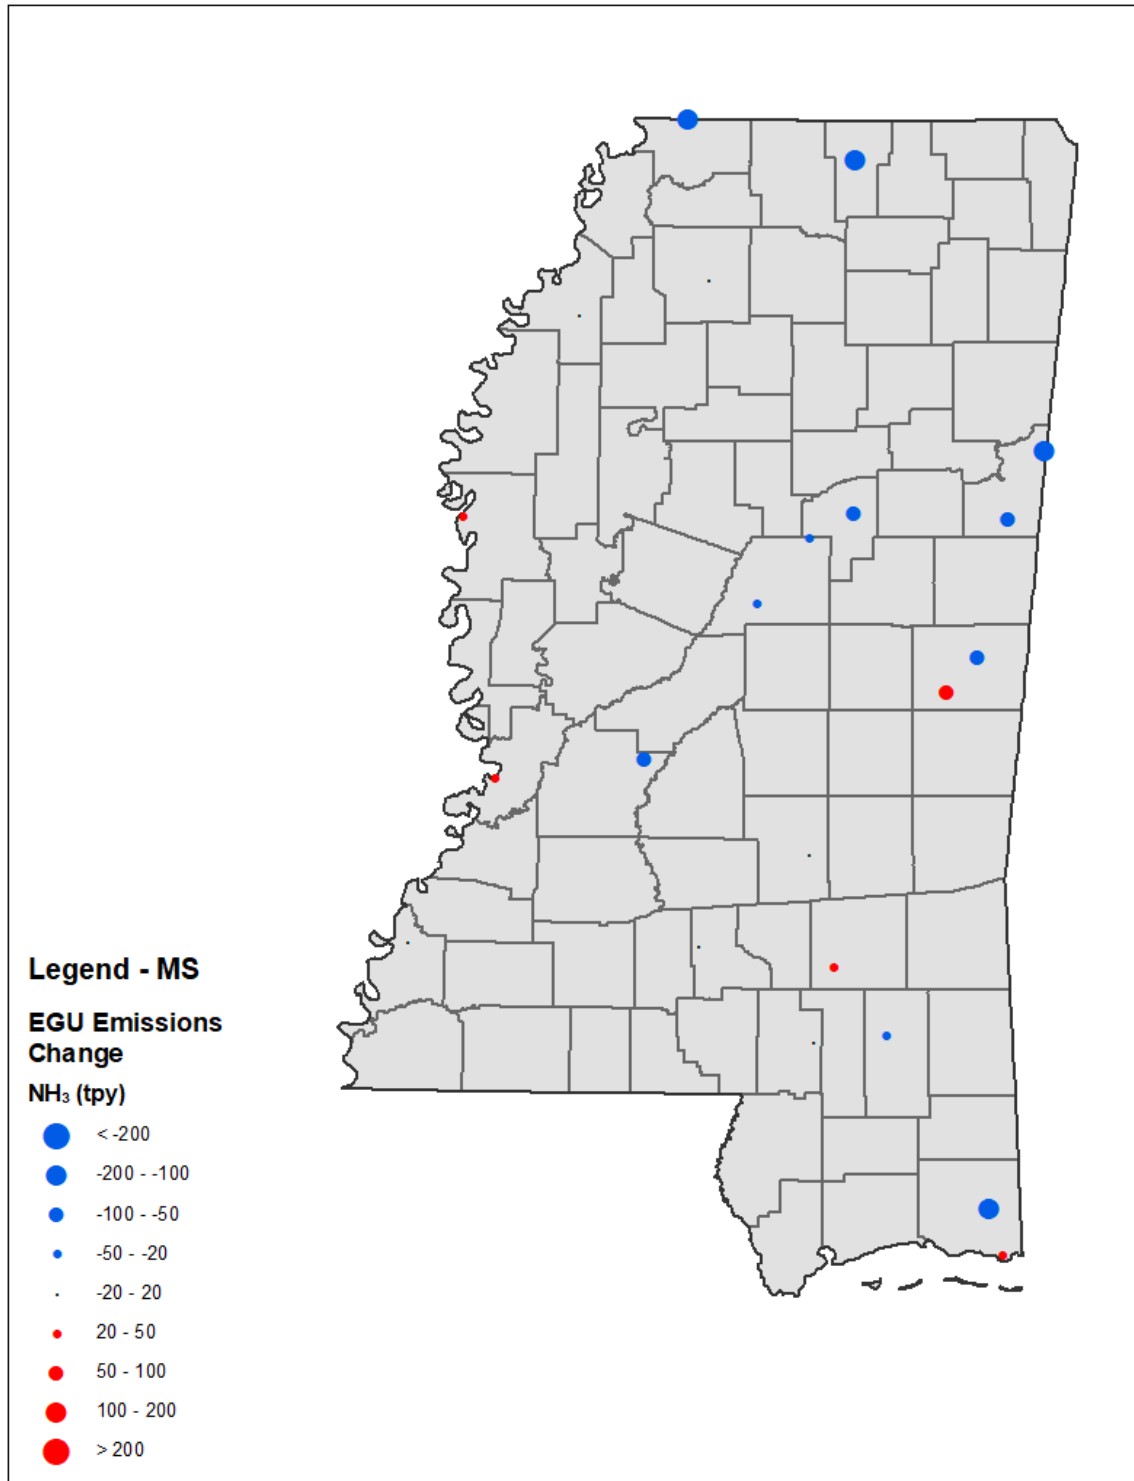 Legend - MS
EGU Emissions
Change
NH₃ (tpy)
< -200
-200 - -100
-100 - -50
-50 - -20
-20 - 20
20 - 50
50 - 100
100 - 200
> 200